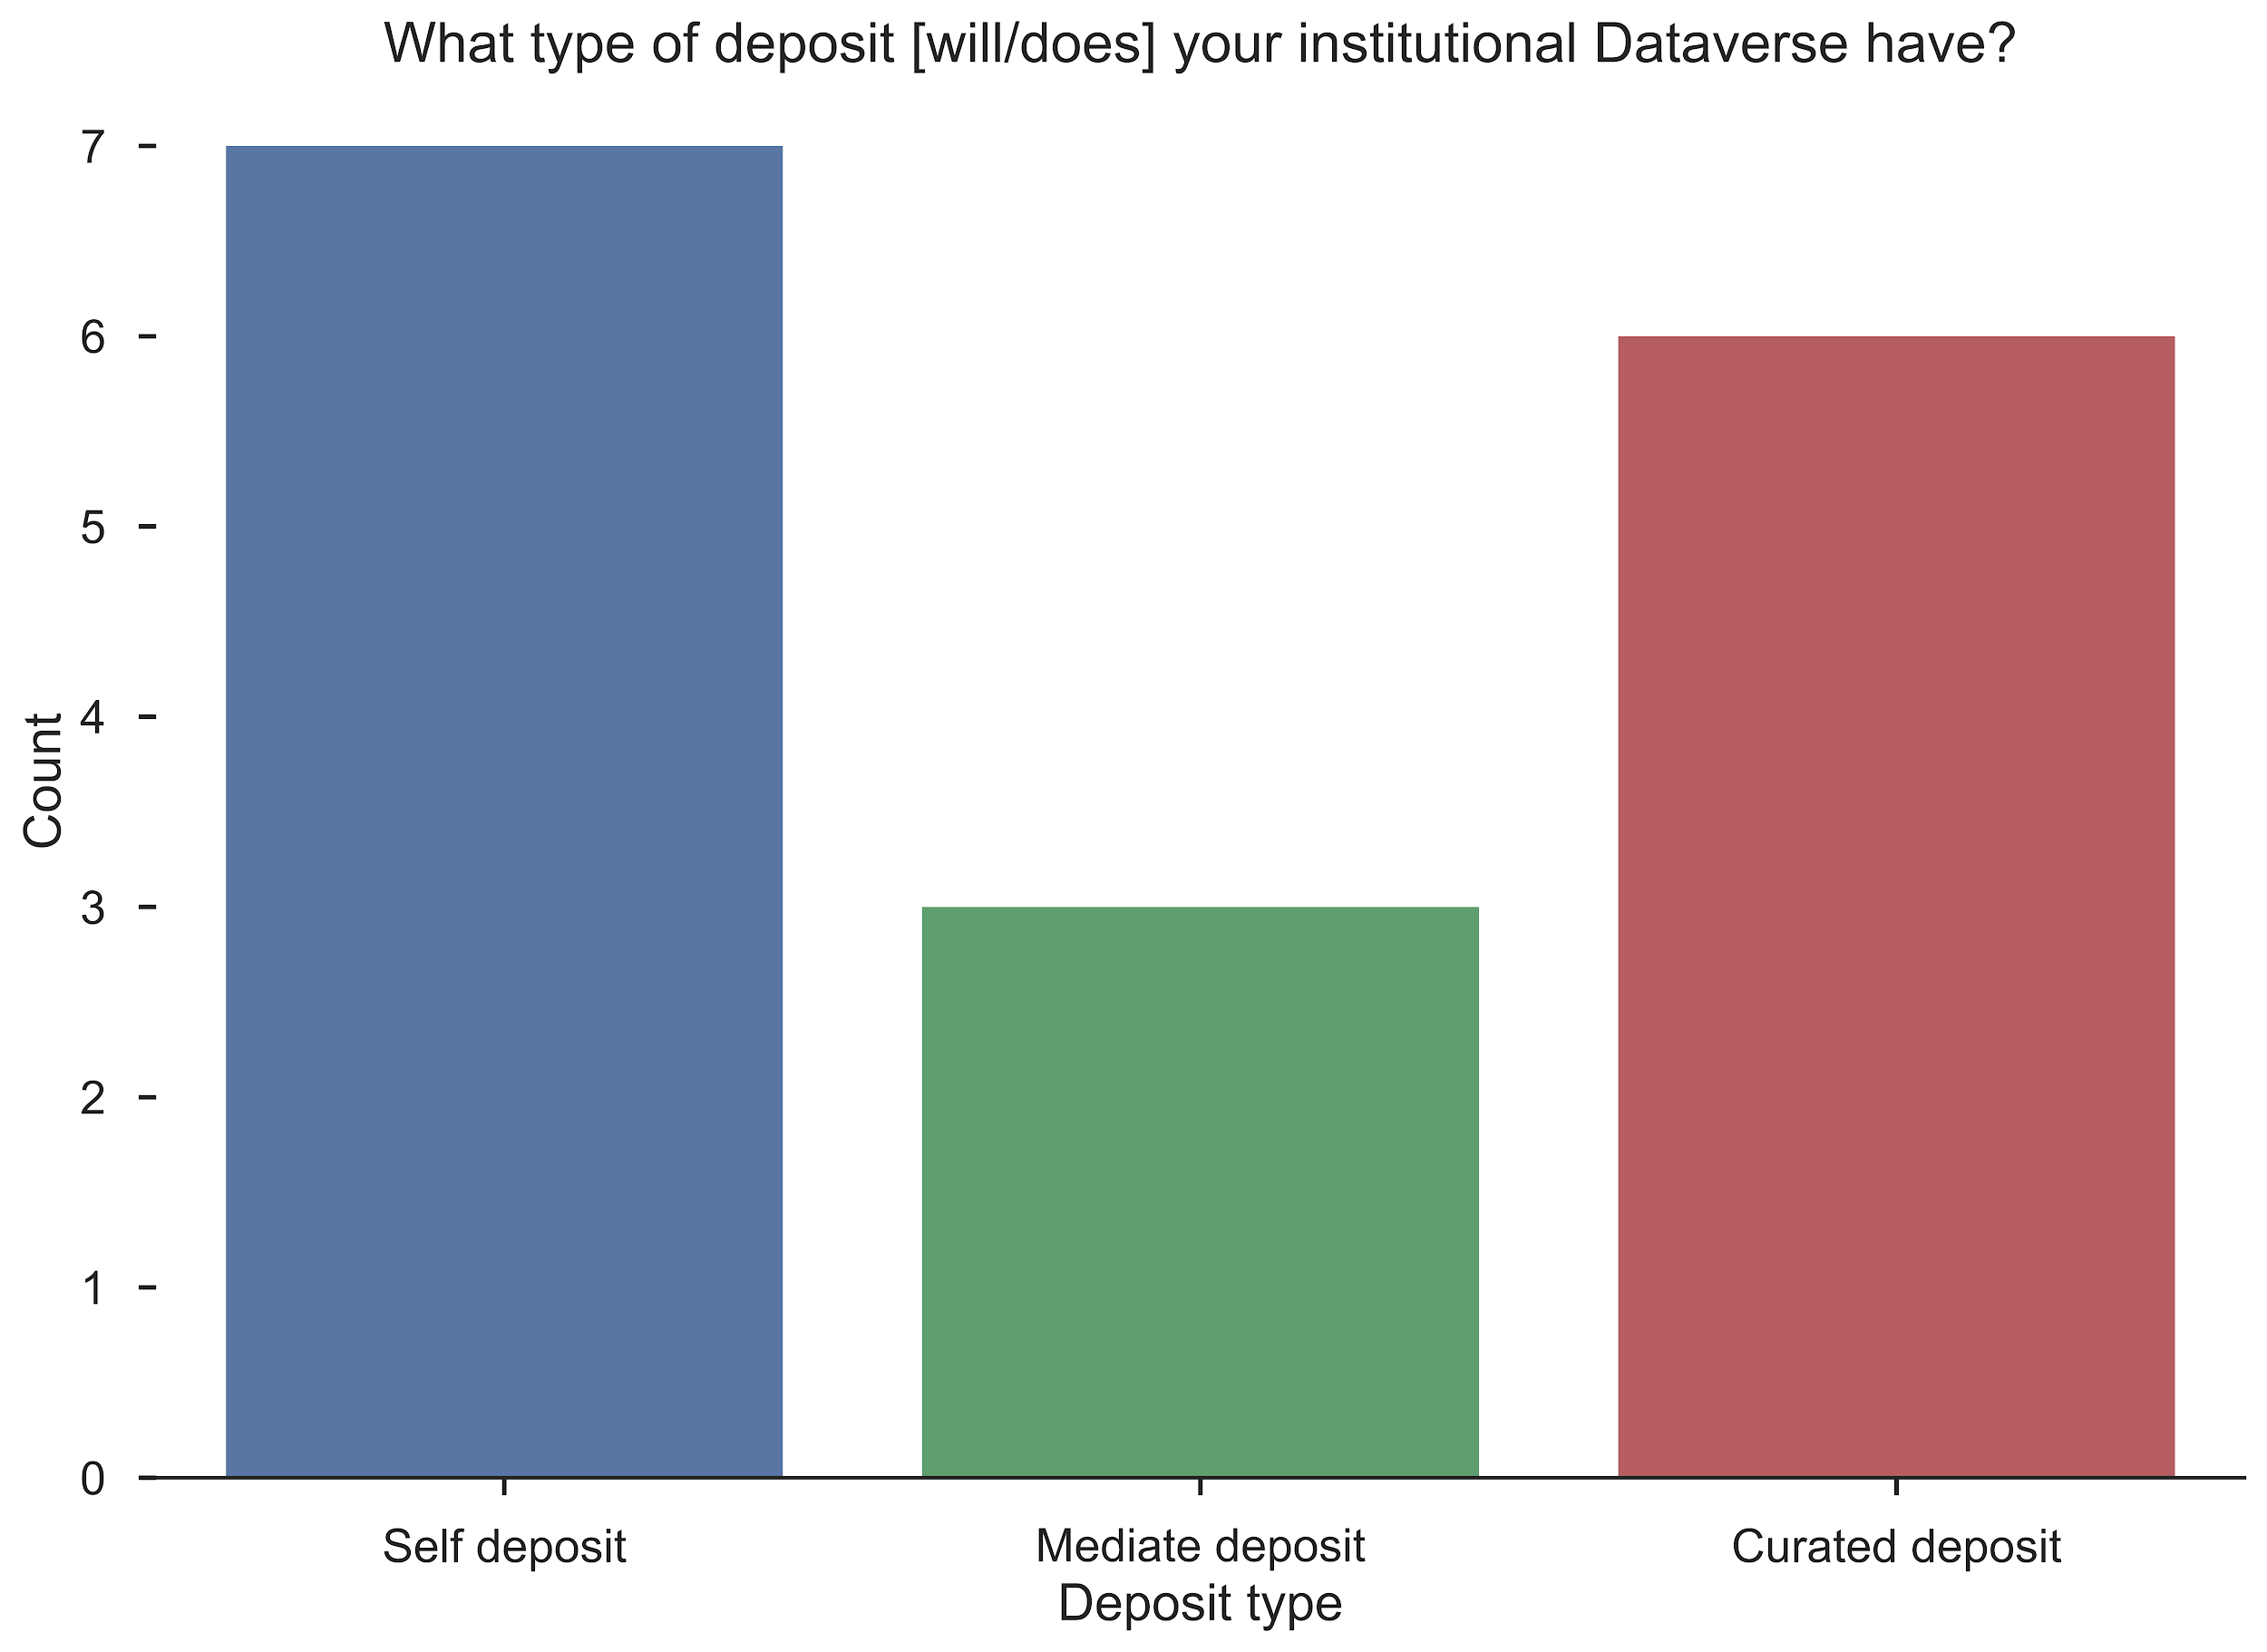 What type of deposit [will/does] your institutional Dataverse have?
7
6
5
4
3
2
1
0
Count
Self deposit
Mediate deposit
Curated deposit
Deposit type